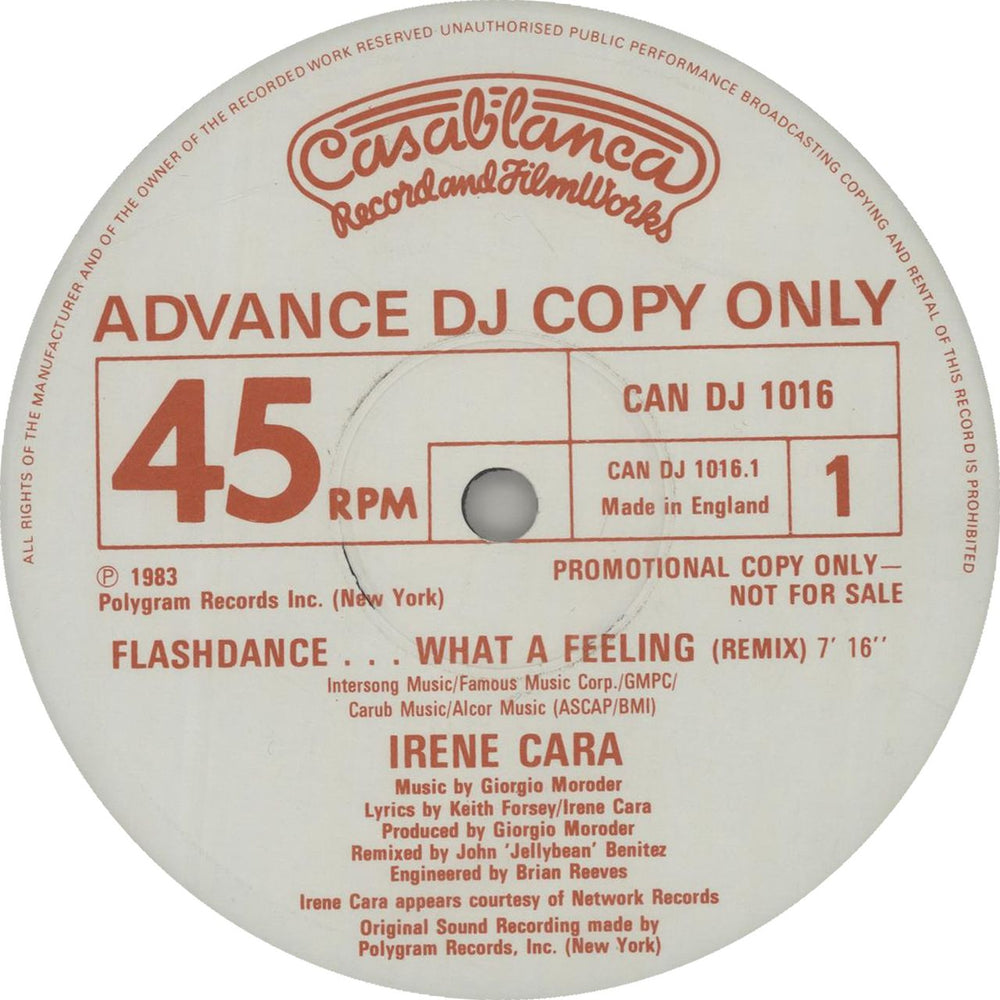 ALL RIGHTS OF THE MANUFACTURER AND OF THE OWNER OF THE RECORDED WORK RESERVED UNAUTHORISED PUBLIC PERFORMANCE BROADCASTING COPYING AND RENTAL OF THIS RECORD IS PROHIBITED
Casablanca
Record and FilmWorks
ADVANCE DJ COPY ONLY
45 RPM
CAN DJ 1016
CAN DJ 1016.1
Made in England
1
℗ 1983
Polygram Records Inc. (New York)
PROMOTIONAL COPY ONLY—
NOT FOR SALE
FLASHDANCE . . . WHAT A FEELING (REMIX) 7' 16''
Intersong Music/Famous Music Corp./GMPC/
Carub Music/Alcor Music (ASCAP/BMI)
IRENE CARA
Music by Giorgio Moroder
Lyrics by Keith Forsey/Irene Cara
Produced by Giorgio Moroder
Remixed by John 'Jellybean' Benitez
Engineered by Brian Reeves
Irene Cara appears courtesy of Network Records
Original Sound Recording made by
Polygram Records, Inc. (New York)